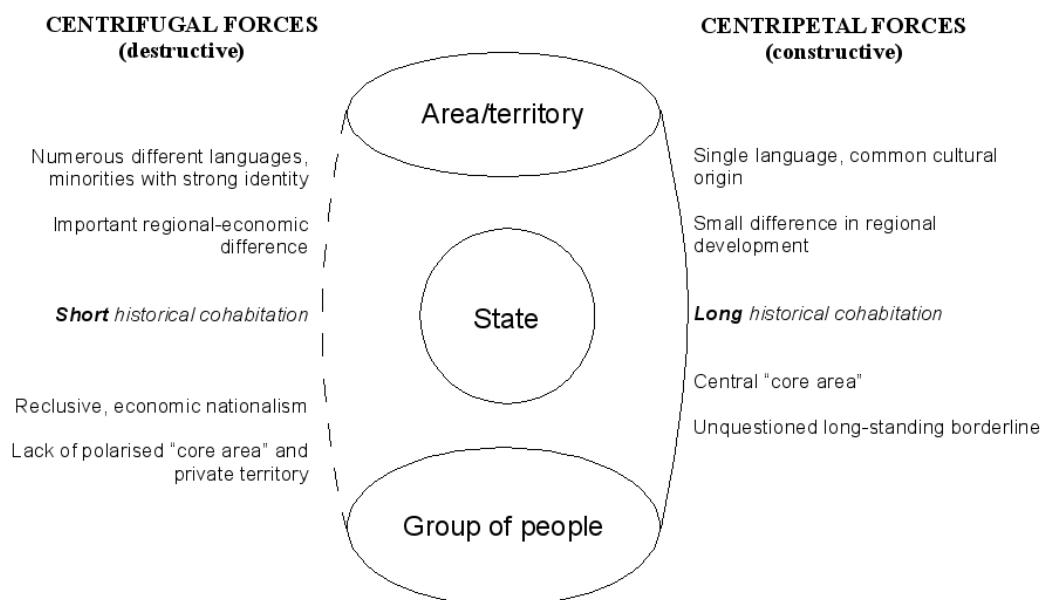 CENTRIFUGAL FORCES
(destructive)
Numerous different languages,
minorities with strong identity
Important regional-economic
difference
Short historical cohabitation
Reclusive, economic nationalism
Lack of polarised “core area” and
private territory
Area/territory
State
Group of people
CENTRIPETAL FORCES
(constructive)
Single language, common cultural
origin
Small difference in regional
development
Long historical cohabitation
Central “core area”
Unquestioned long-standing borderline